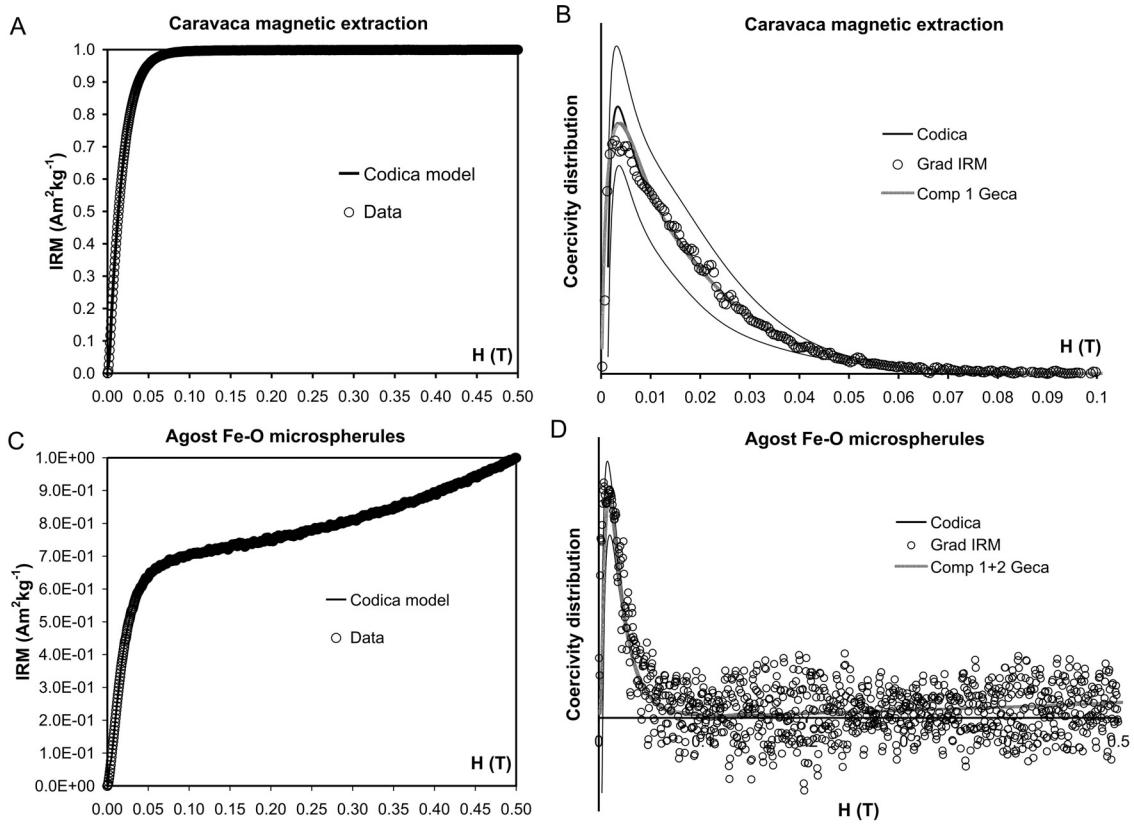 A
Caravaca magnetic extraction
1.0
0.9
0.8
0.7
0.6
0.5
0.4
0.3
0.2
0.1
0.0
IRM (Am²kg⁻¹)
Codica model
Data
H (T)
0.00 0.05 0.10 0.15 0.20 0.25 0.30 0.35 0.40 0.45 0.50
B
Caravaca magnetic extraction
Coercivity distribution
Codica
Grad IRM
Comp 1 Geca
H (T)
0 0.01 0.02 0.03 0.04 0.05 0.06 0.07 0.08 0.09 0.1
C
Agost Fe-O microspherules
1.0E+00
9.0E-01
8.0E-01
7.0E-01
6.0E-01
5.0E-01
4.0E-01
3.0E-01
2.0E-01
1.0E-01
0.0E+00
IRM (Am²kg⁻¹)
Codica model
Data
H (T)
0.00 0.05 0.10 0.15 0.20 0.25 0.30 0.35 0.40 0.45 0.50
D
Agost Fe-O microspherules
Coercivity distribution
Codica
Grad IRM
Comp 1+2 Geca
0 0.5
H (T)